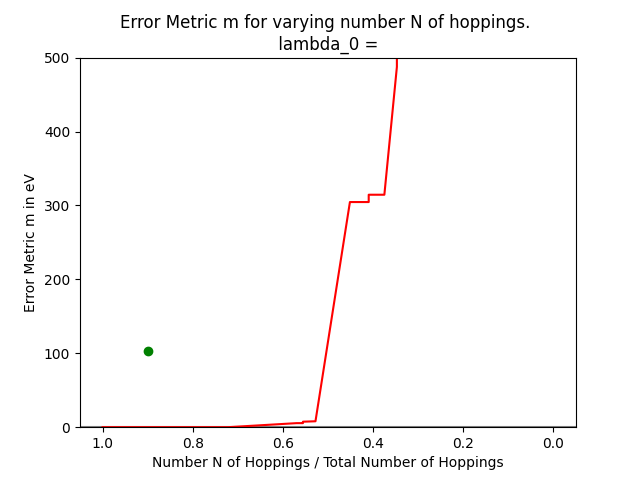 Error Metric m for varying number N of hoppings.
lambda_0 =
500
400
300
200
100
0
Error Metric m in eV
1.0 0.8 0.6 0.4 0.2 0.0
Number N of Hoppings / Total Number of Hoppings